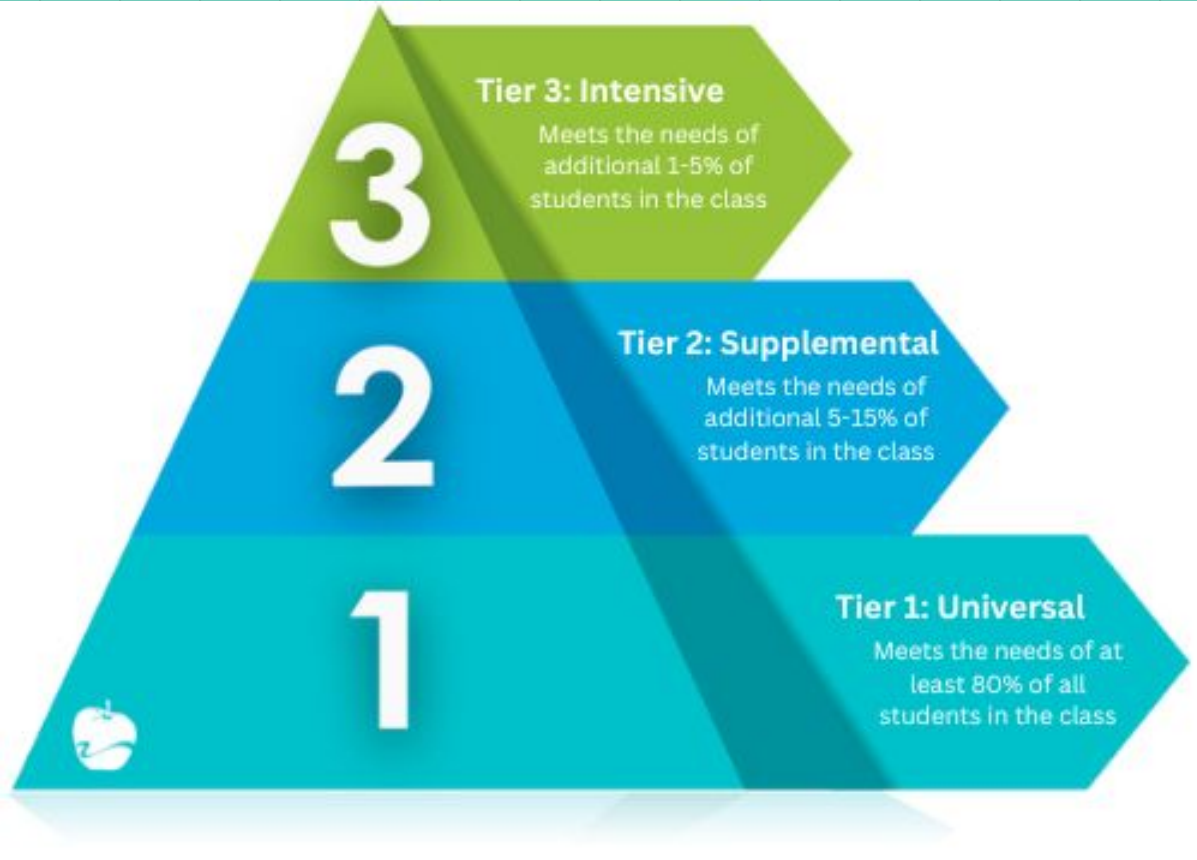 3
Tier 3: Intensive
Meets the needs of
additional 1-5% of
students in the class
2
Tier 2: Supplemental
Meets the needs of
additional 5-15% of
students in the class
1
Tier 1: Universal
Meets the needs of at
least 80% of all
students in the class